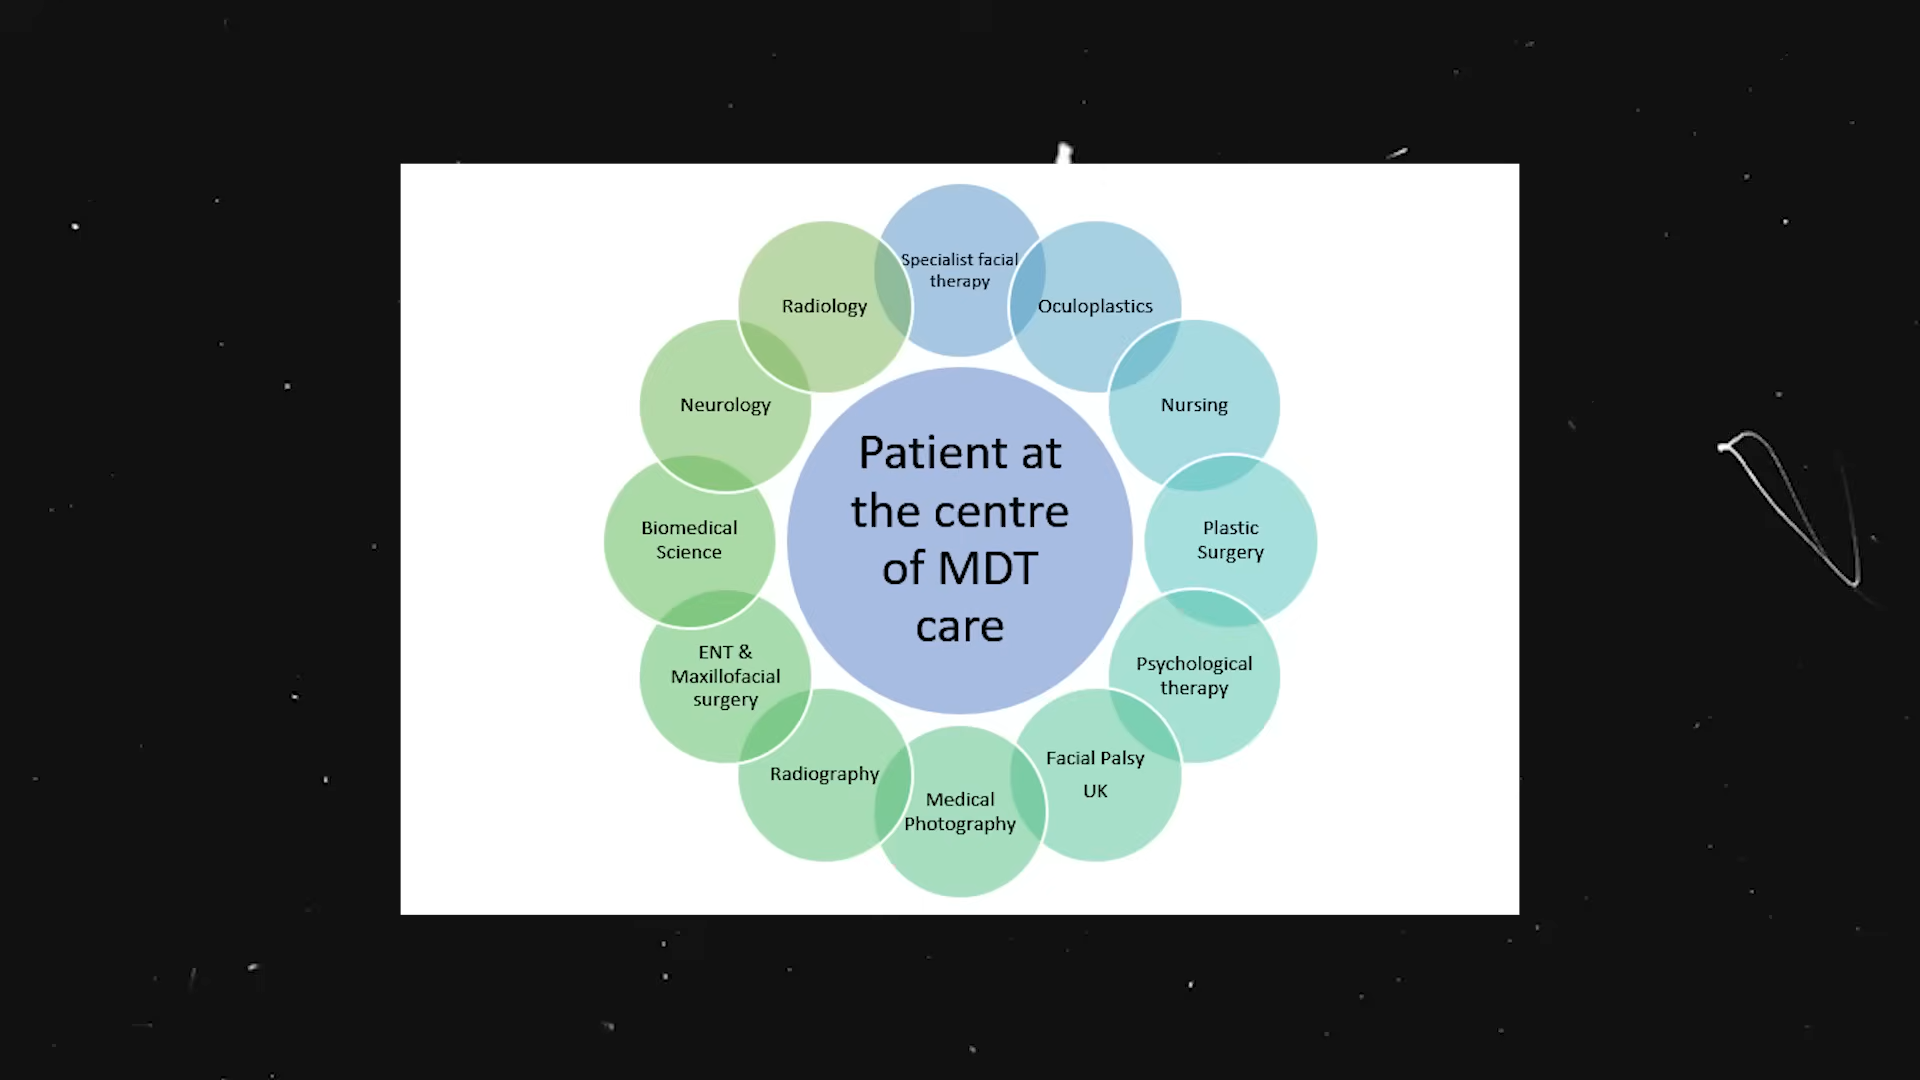 Specialist facial
therapy
Oculoplastics
Nursing
Plastic
Surgery
Psychological
therapy
Facial Palsy
UK
Medical
Photography
Radiography
ENT &
Maxillofacial
surgery
Biomedical
Science
Neurology
Radiology
Patient at
the centre
of MDT
care